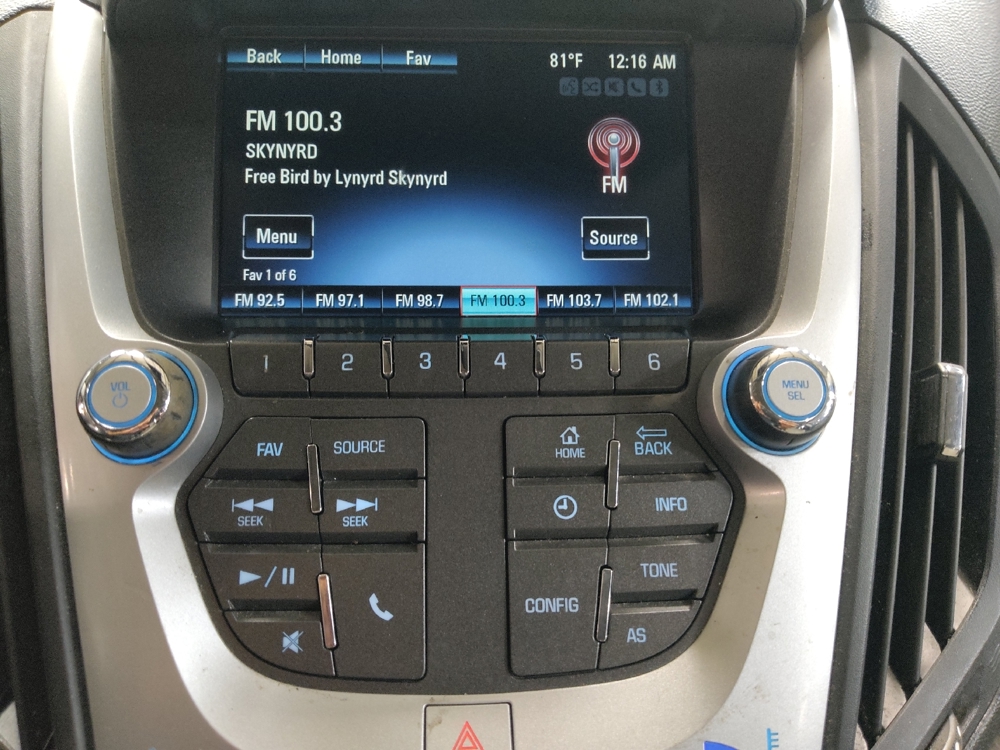 Back Home Fav 81°F 12:16 AM
FM 100.3
SKYNYRD
Free Bird by Lynyrd Skynyrd
FM
Menu Source
Fav 1 of 6
FM 92.5 FM 97.1 FM 98.7 FM 100.3 FM 103.7 FM 102.1
1 2 3 4 5 6
VOL
MENU
SEL
FAV SOURCE
HOME BACK
SEEK SEEK
INFO
TONE
CONFIG
AS